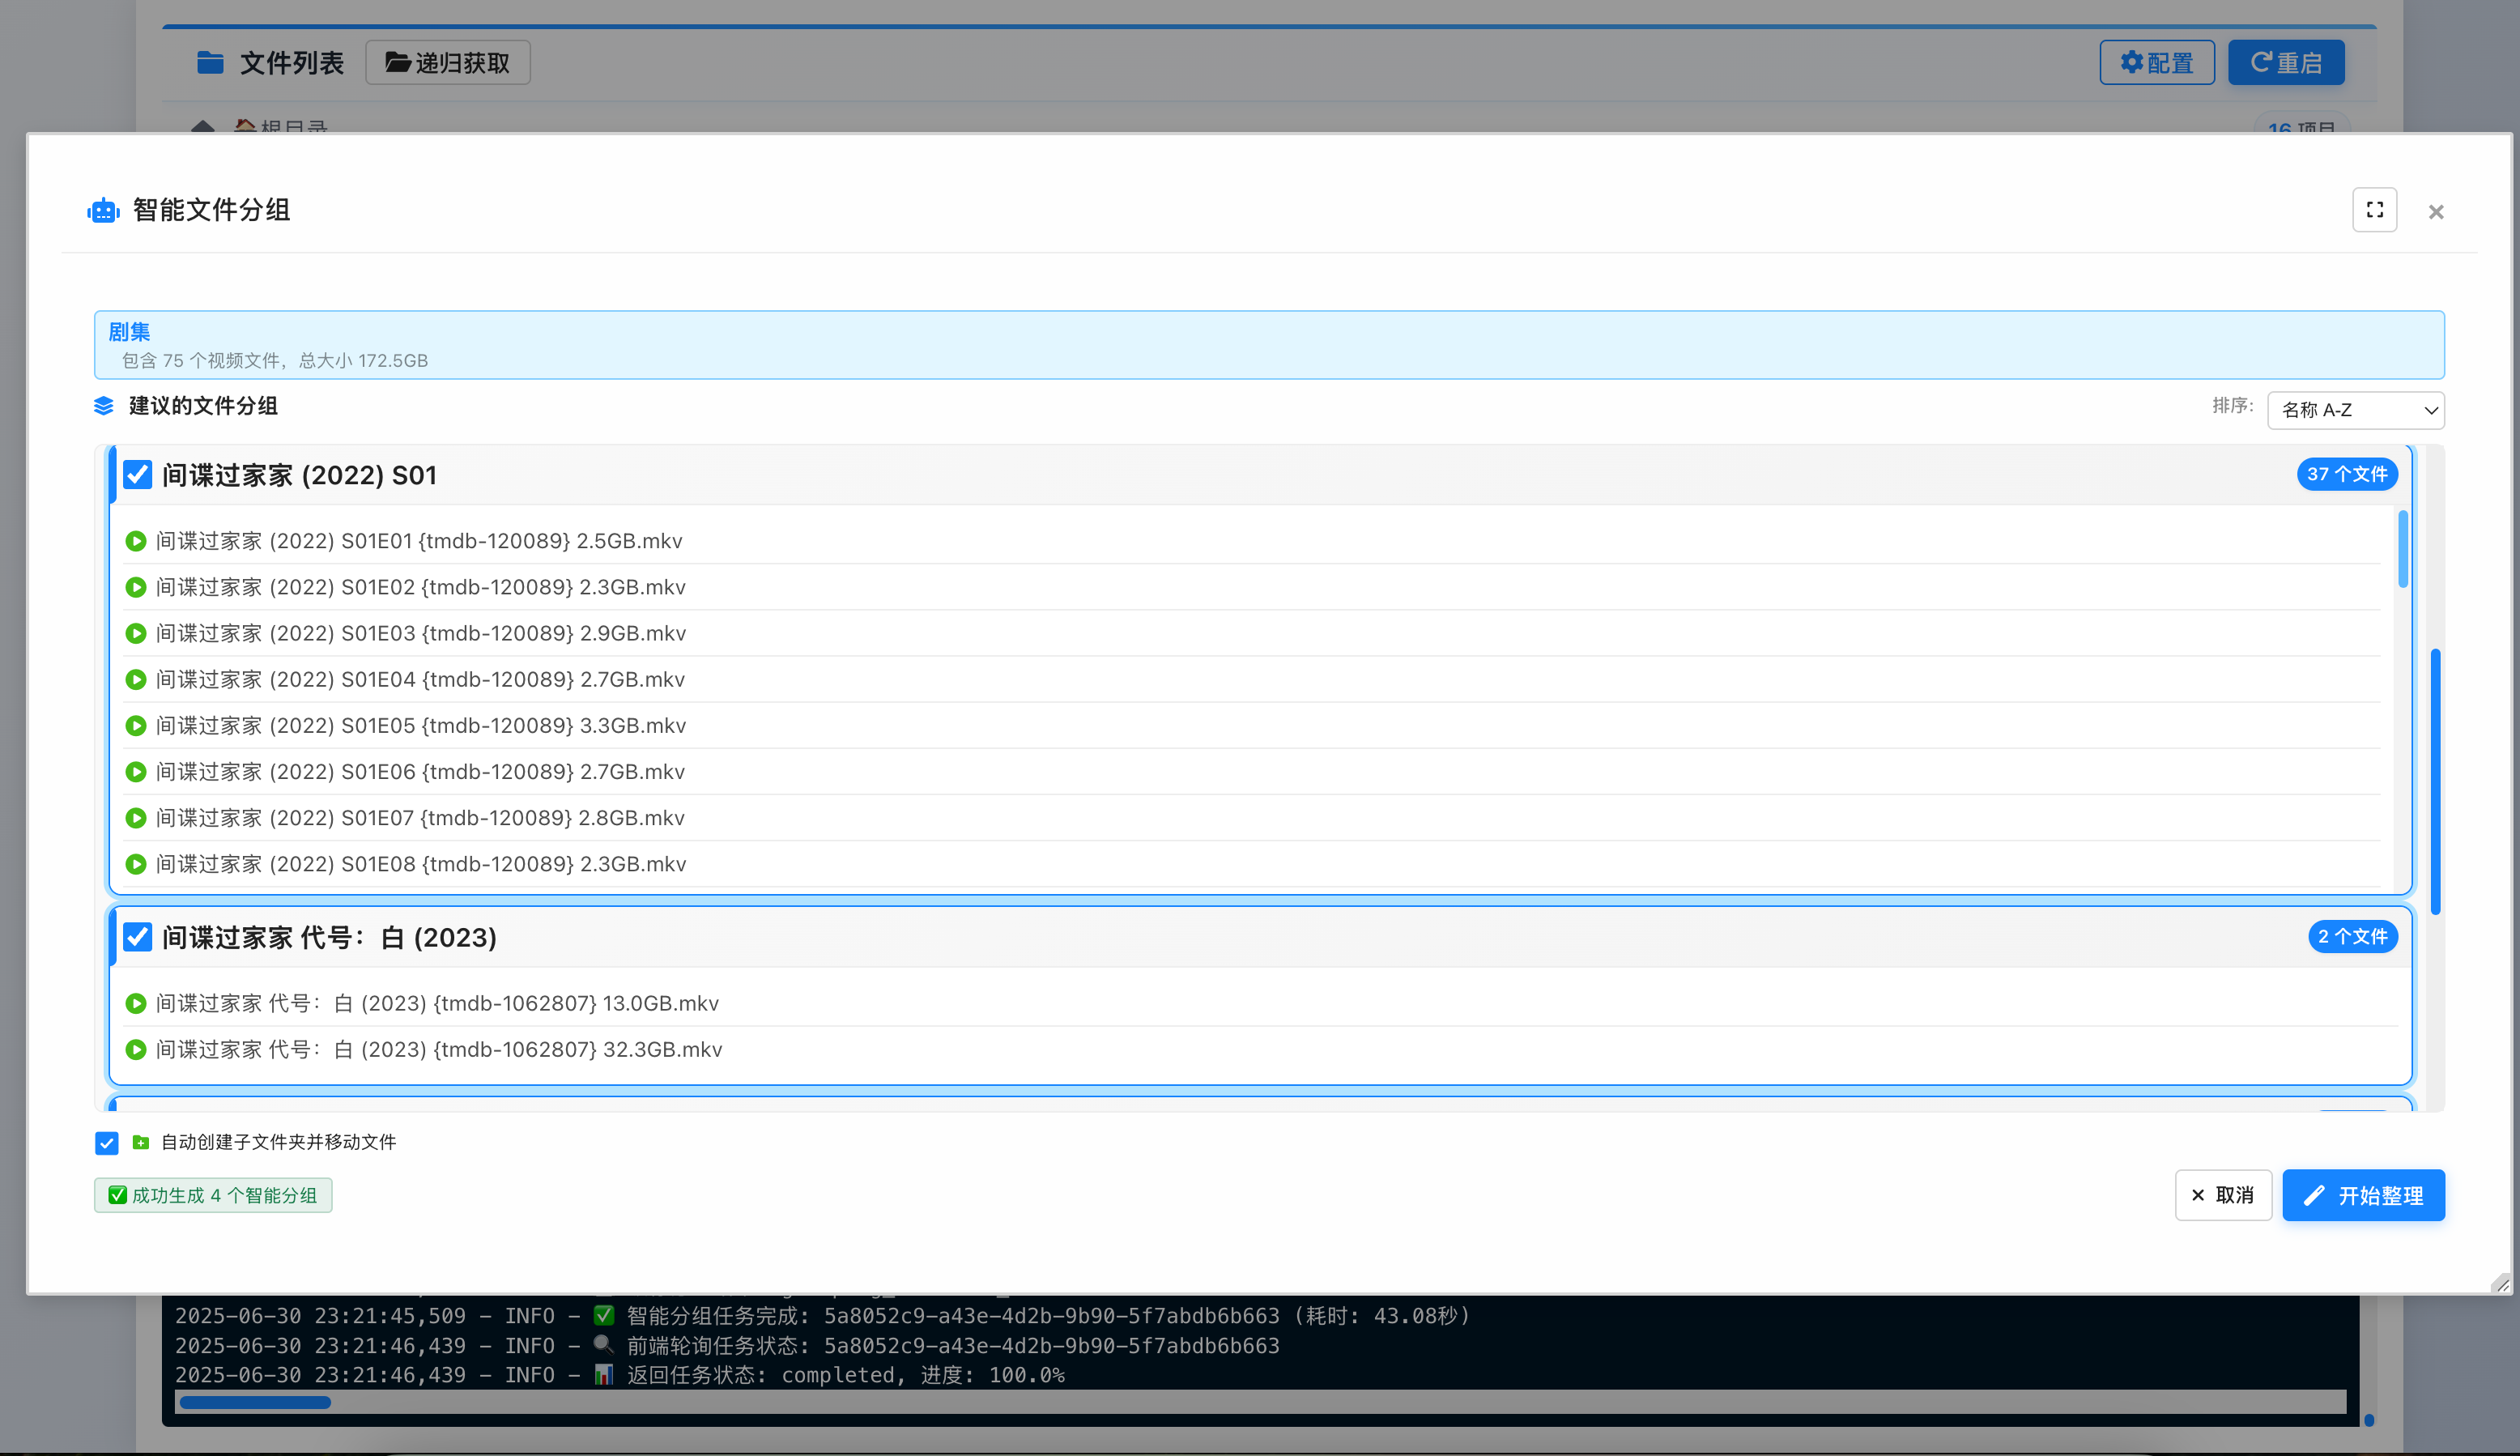 文件列表
递归获取
配置
重启
根目录
16 项目
智能文件分组
剧集
包含 75 个视频文件，总大小 172.5GB
建议的文件分组
排序:
名称 A-Z
间谍过家家 (2022) S01
37 个文件
间谍过家家 (2022) S01E01 {tmdb-120089} 2.5GB.mkv
间谍过家家 (2022) S01E02 {tmdb-120089} 2.3GB.mkv
间谍过家家 (2022) S01E03 {tmdb-120089} 2.9GB.mkv
间谍过家家 (2022) S01E04 {tmdb-120089} 2.7GB.mkv
间谍过家家 (2022) S01E05 {tmdb-120089} 3.3GB.mkv
间谍过家家 (2022) S01E06 {tmdb-120089} 2.7GB.mkv
间谍过家家 (2022) S01E07 {tmdb-120089} 2.8GB.mkv
间谍过家家 (2022) S01E08 {tmdb-120089} 2.3GB.mkv
间谍过家家 代号：白 (2023)
2 个文件
间谍过家家 代号：白 (2023) {tmdb-1062807} 13.0GB.mkv
间谍过家家 代号：白 (2023) {tmdb-1062807} 32.3GB.mkv
自动创建子文件夹并移动文件
✅ 成功生成 4 个智能分组
× 取消
开始整理
2025-06-30 23:21:45,509 - INFO - ✅ 智能分组任务完成: 5a8052c9-a43e-4d2b-9b90-5f7abdb6b663 (耗时: 43.08秒)
2025-06-30 23:21:46,439 - INFO - 🔍 前端轮询任务状态: 5a8052c9-a43e-4d2b-9b90-5f7abdb6b663
2025-06-30 23:21:46,439 - INFO - 📊 返回任务状态: completed, 进度: 100.0%